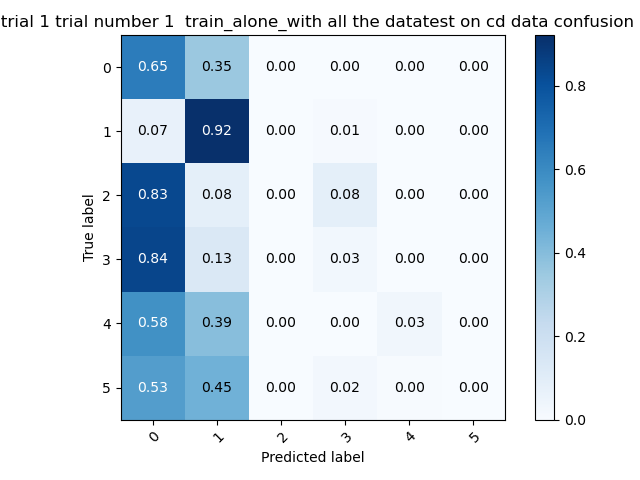 trial 1 trial number 1  train_alone_with all the datatest on cd data confusion
0 0.65 0.35 0.00 0.00 0.00 0.00
1 0.07 0.92 0.00 0.01 0.00 0.00
2 0.83 0.08 0.00 0.08 0.00 0.00
3 0.84 0.13 0.00 0.03 0.00 0.00
4 0.58 0.39 0.00 0.00 0.03 0.00
5 0.53 0.45 0.00 0.02 0.00 0.00
0 1 2 3 4 5
True label
Predicted label
0.8
0.6
0.4
0.2
0.0